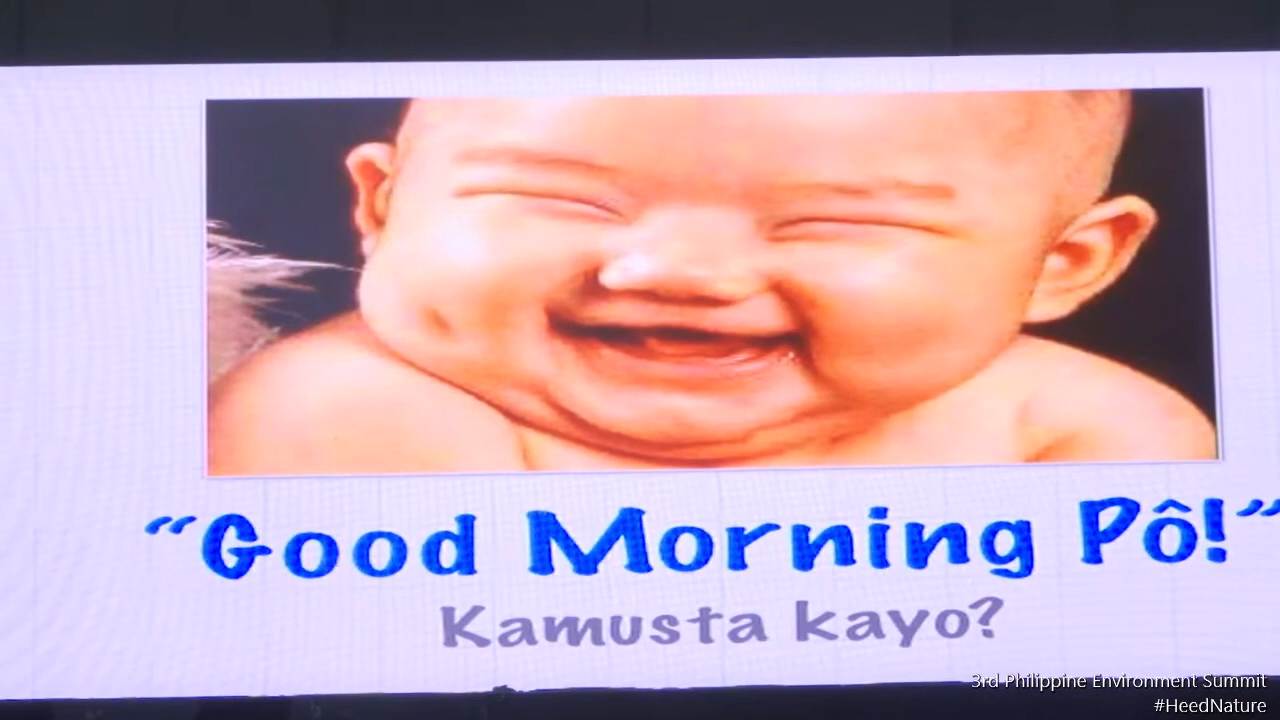 “Good Morning Pô!”
Kamusta kayo?
3rd Philippine Environment Summit
#HeedNature